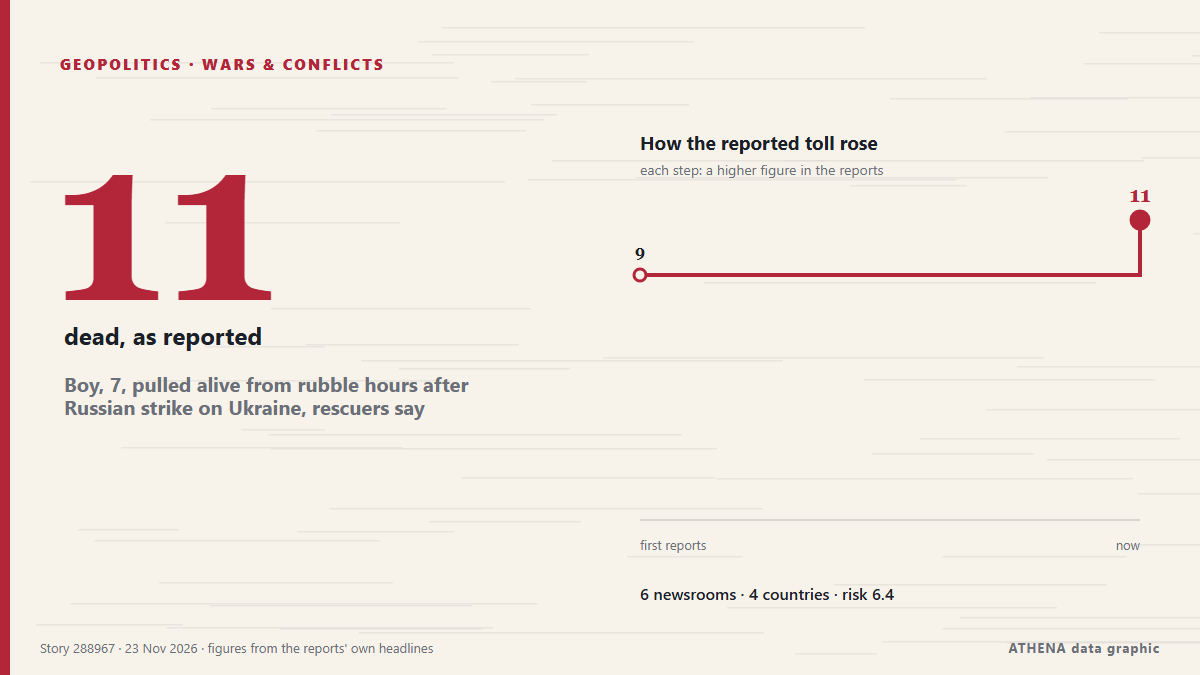 GEOPOLITICS · WARS & CONFLICTS
11
dead, as reported
Boy, 7, pulled alive from rubble hours after
Russian strike on Ukraine, rescuers say
How the reported toll rose
each step: a higher figure in the reports
11
9
first reports
now
6 newsrooms · 4 countries · risk 6.4
Story 288967 · 23 Nov 2026 · figures from the reports' own headlines
ATHENA data graphic